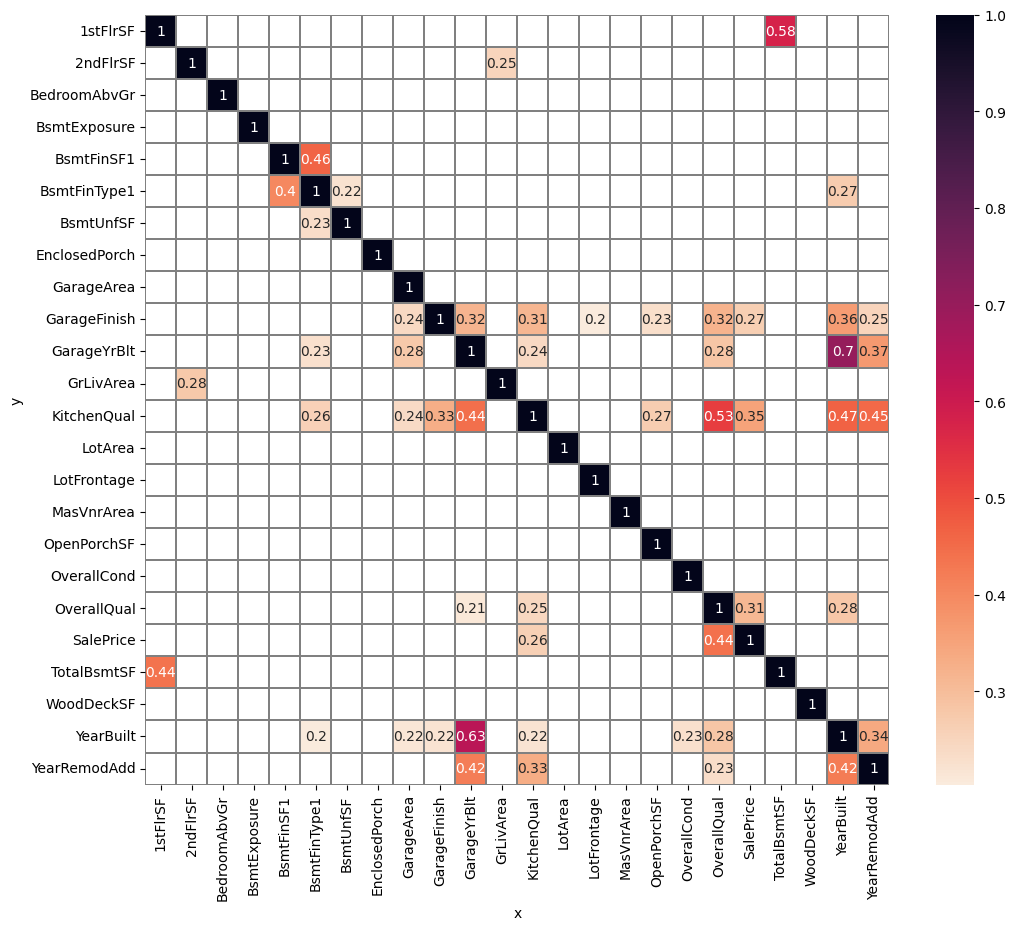 1stFlrSF 1 0.58 1.0
2ndFlrSF 1 0.25
BedroomAbvGr 1 0.9
BsmtExposure 1
BsmtFinSF1 1 0.46
BsmtFinType1 0.4 1 0.22 0.27 0.8
BsmtUnfSF 0.23 1
EnclosedPorch 1
GarageArea 1 0.7
GarageFinish 0.24 1 0.32 0.31 0.2 0.23 0.32 0.27 0.36 0.25
GarageYrBlt 0.23 0.28 1 0.24 0.28 0.7 0.37
GrLivArea 0.28 1
y
0.6
KitchenQual 0.26 0.24 0.33 0.44 1 0.27 0.53 0.35 0.47 0.45
LotArea 1
LotFrontage 1
0.5
MasVnrArea 1
OpenPorchSF 1
OverallCond 1
0.4
OverallQual 0.21 0.25 1 0.31 0.28
SalePrice 0.26 0.44 1
TotalBsmtSF 0.44 1
0.3
WoodDeckSF 1
YearBuilt 0.2 0.22 0.22 0.63 0.22 0.23 0.28 1 0.34
YearRemodAdd 0.42 0.33 0.23 0.42 1
1stFlrSF
2ndFlrSF
BedroomAbvGr
BsmtExposure
BsmtFinSF1
BsmtFinType1
BsmtUnfSF
EnclosedPorch
GarageArea
GarageFinish
GarageYrBlt
GrLivArea
KitchenQual
LotArea
LotFrontage
MasVnrArea
OpenPorchSF
OverallCond
OverallQual
SalePrice
TotalBsmtSF
WoodDeckSF
YearBuilt
YearRemodAdd
x